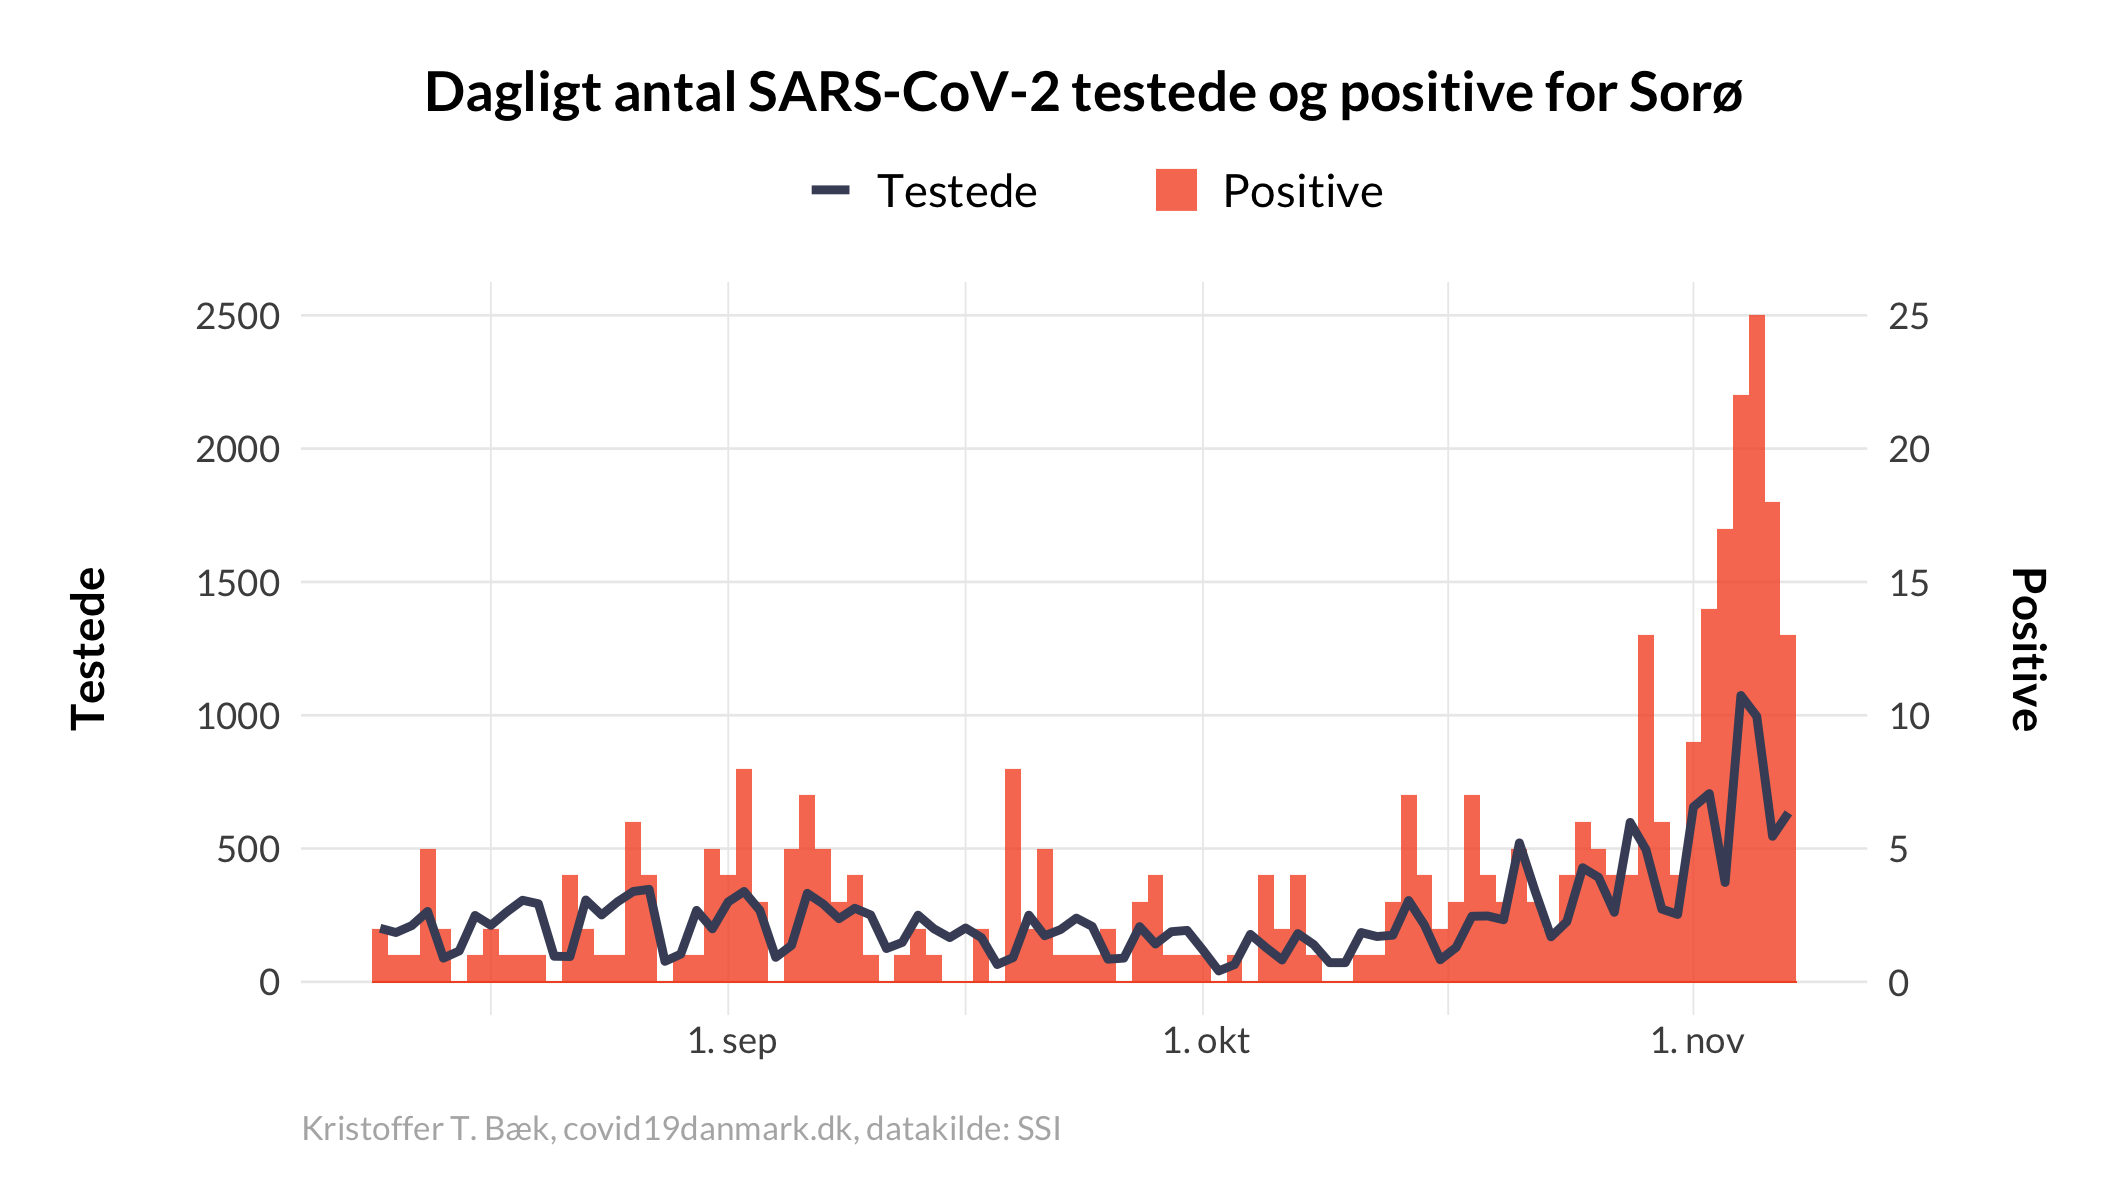 Dagligt antal SARS-CoV-2 testede og positive for Sorø
Testede
Positive
2500
2000
1500
1000
500
0
Testede
25
20
15
10
5
0
Positive
1. sep
1. okt
1. nov
Kristoffer T. Bæk, covid19danmark.dk, datakilde: SSI